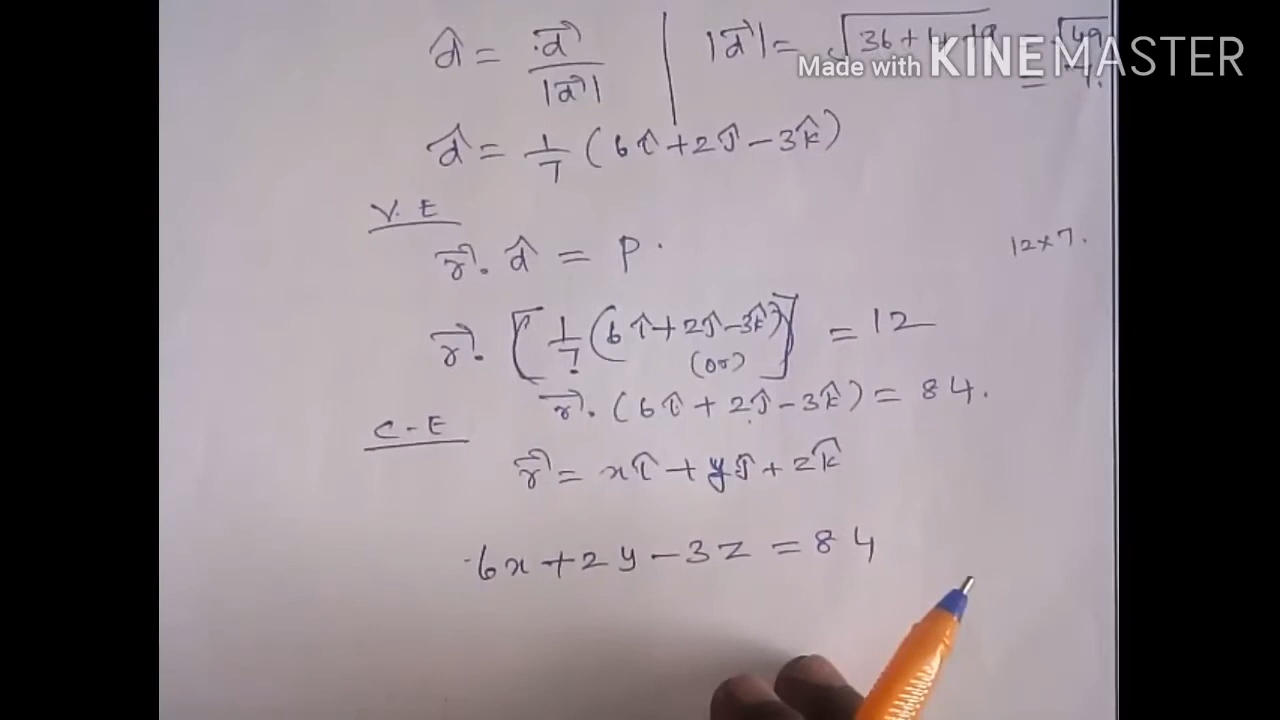 d̂ = d⃗ / |d⃗| | |d⃗| = √36 + 4 + 9 = √49
Made with KINEMASTER
= 7.
d̂ = 1/7 (6î + 2ĵ - 3k̂)
V. E
r⃗. d̂ = p.
12 × 7.
r⃗. [1/7 (6î + 2ĵ - 3k̂)] = 12
(or)
r⃗. (6î + 2ĵ - 3k̂) = 84.
C - E
r⃗ = xî + yĵ + zk̂
6x + 2y - 3z = 84